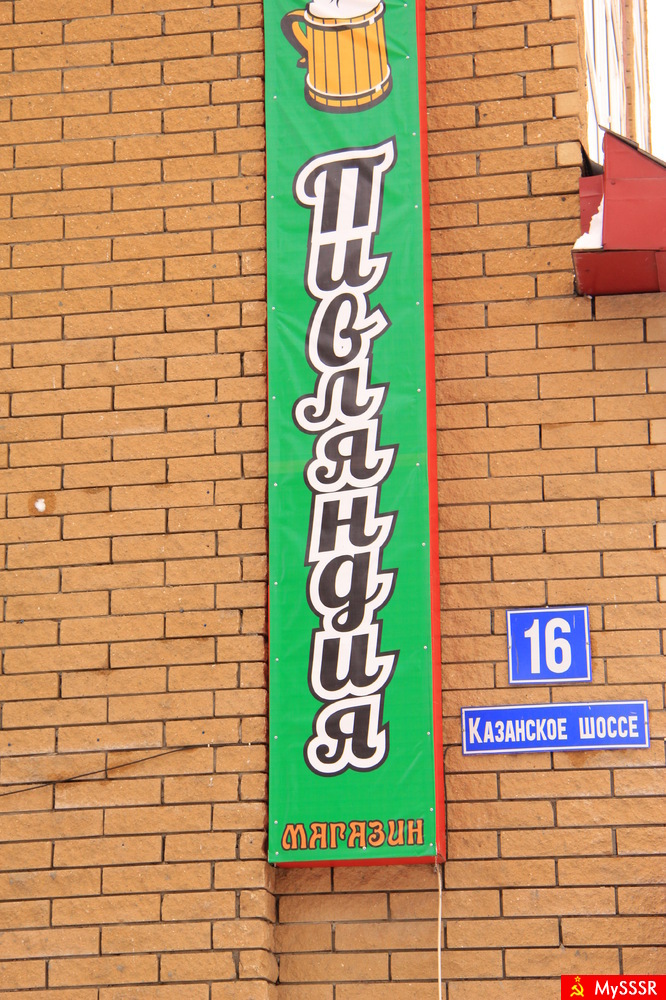 Пивляндия
магазин
16
Казанское шоссе
MySSSR